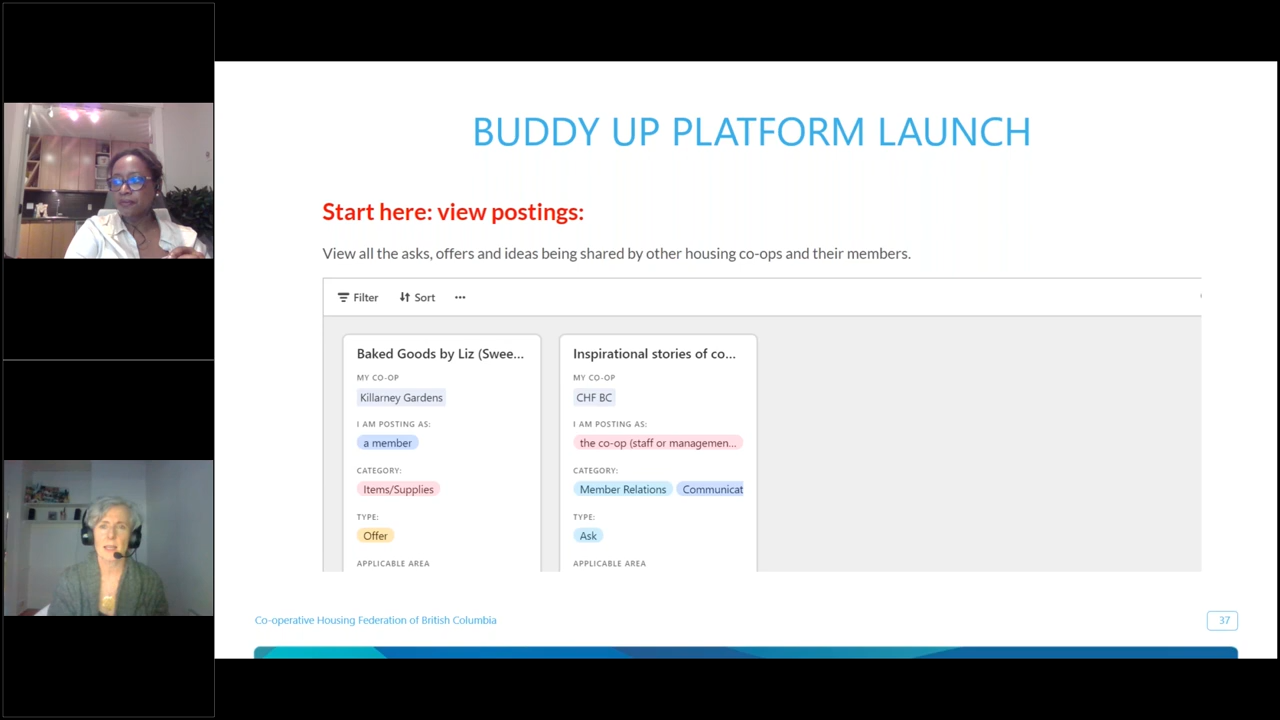 BUDDY UP PLATFORM LAUNCH
Start here: view postings:
View all the asks, offers and ideas being shared by other housing co-ops and their members.
Filter Sort ...
Baked Goods by Liz (Swee...
MY CO-OP
Killarney Gardens
I AM POSTING AS:
a member
CATEGORY:
Items/Supplies
TYPE:
Offer
APPLICABLE AREA
Inspirational stories of co...
MY CO-OP
CHF BC
I AM POSTING AS:
the co-op (staff or managemen...
CATEGORY:
Member Relations Communicat
TYPE:
Ask
APPLICABLE AREA
Co-operative Housing Federation of British Columbia
37